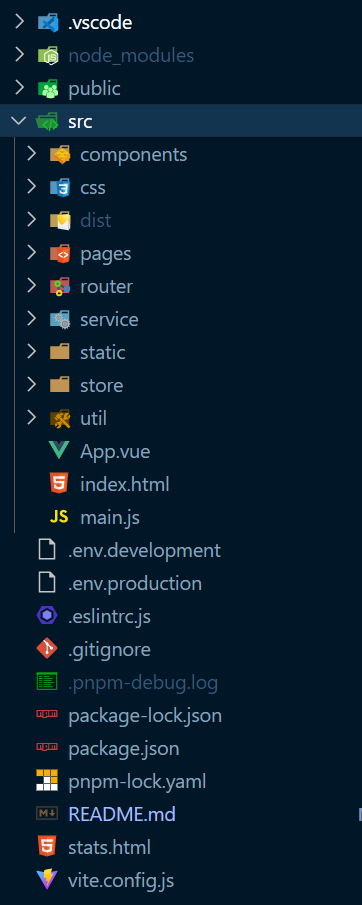 .vscode
node_modules
public
src
components
css
dist
pages
router
service
static
store
util
App.vue
index.html
JS main.js
.env.development
.env.production
.eslintrc.js
.gitignore
.pnpm-debug.log
package-lock.json
package.json
pnpm-lock.yaml
README.md
stats.html
vite.config.js